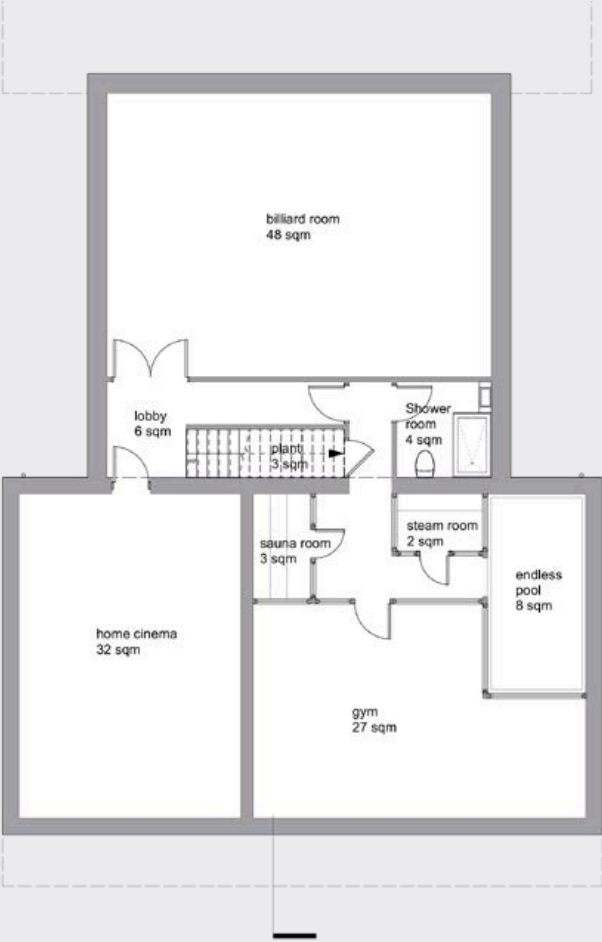 billiard room
48 sqm
lobby
6 sqm
Shower
room
4 sqm
plant
3 sqm
sauna room
3 sqm
steam room
2 sqm
endless
pool
8 sqm
home cinema
32 sqm
gym
27 sqm